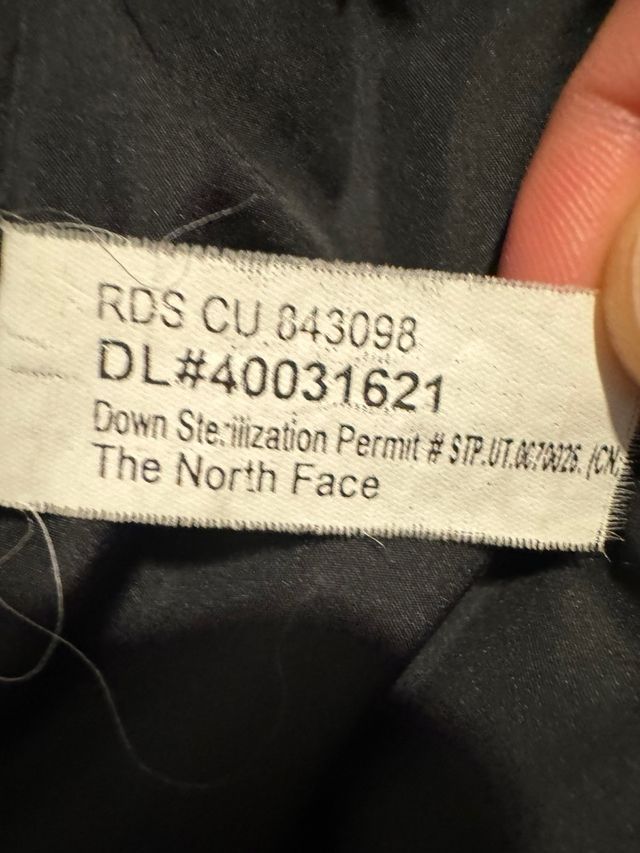 RDS CU 843098
DL#40031621
Down Sterilization Permit # STP.UT.0070026. /CN.
The North Face